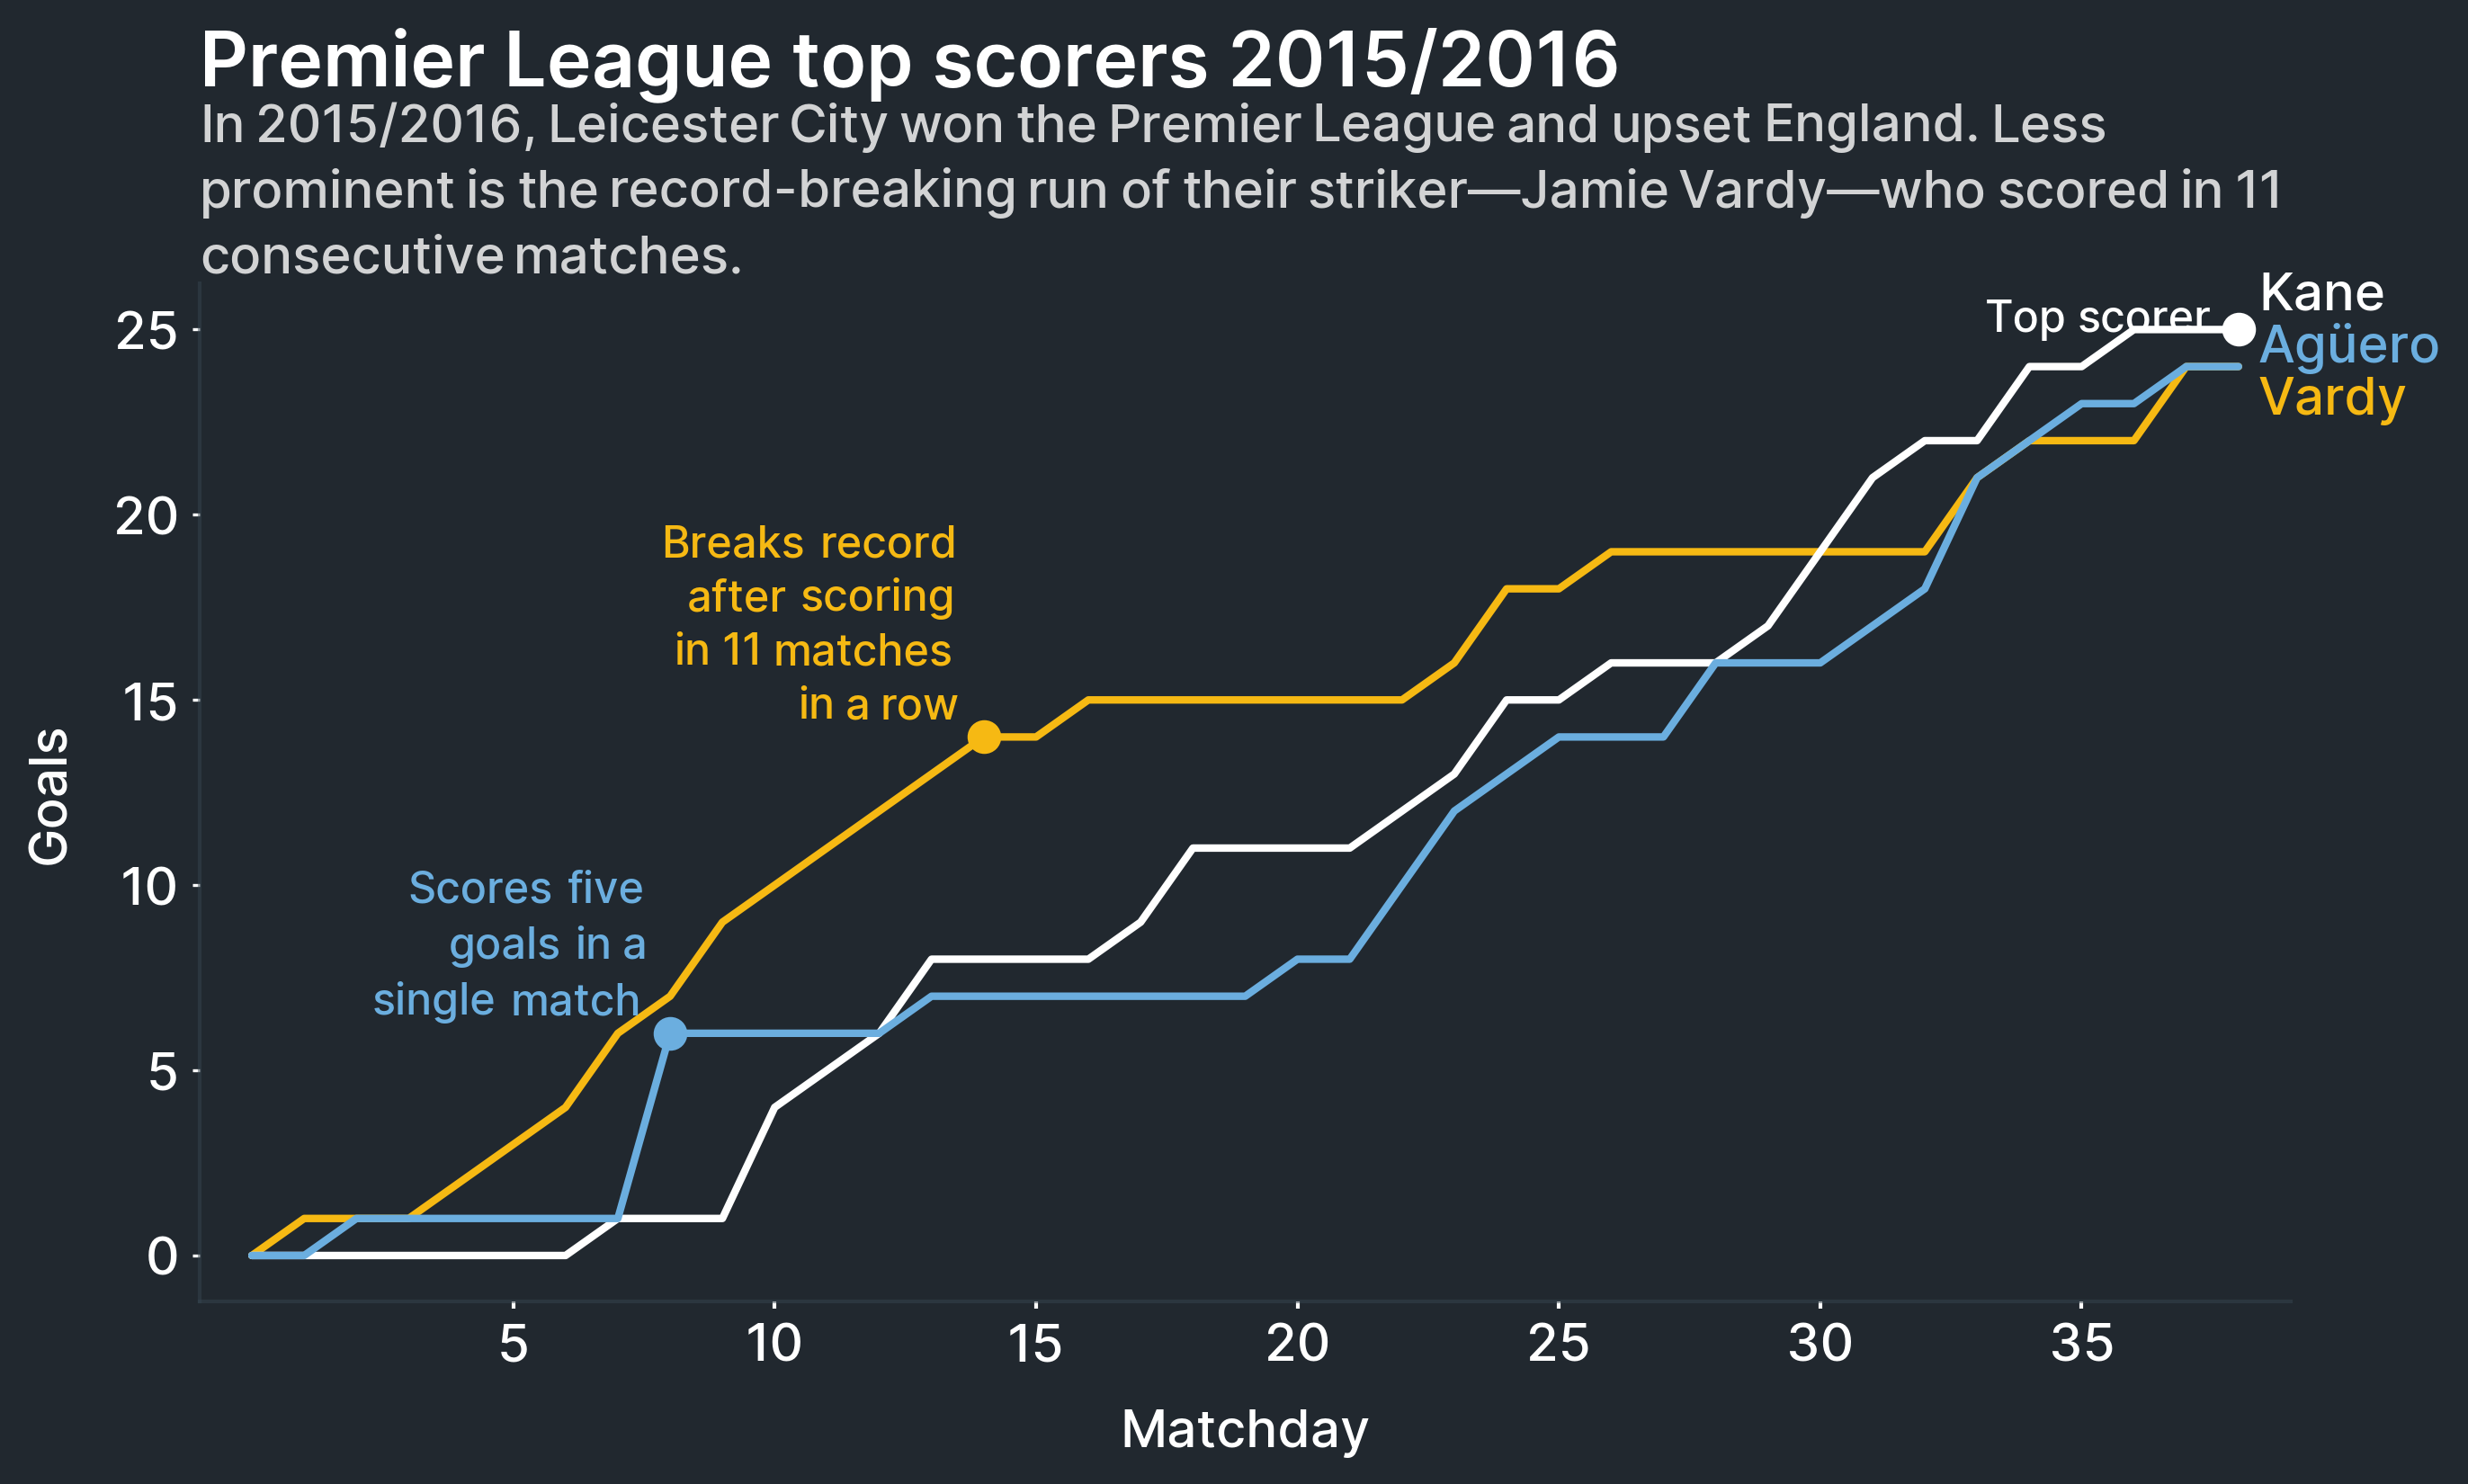 Premier League top scorers 2015/2016
In 2015/2016, Leicester City won the Premier League and upset England. Less
prominent is the record-breaking run of their striker—Jamie Vardy—who scored in 11
consecutive matches.
Kane
Top scorer
Agüero
Vardy
25
20
15
10
5
0
Goals
Breaks record
after scoring
in 11 matches
in a row
Scores five
goals in a
single match
5 10 15 20 25 30 35
Matchday